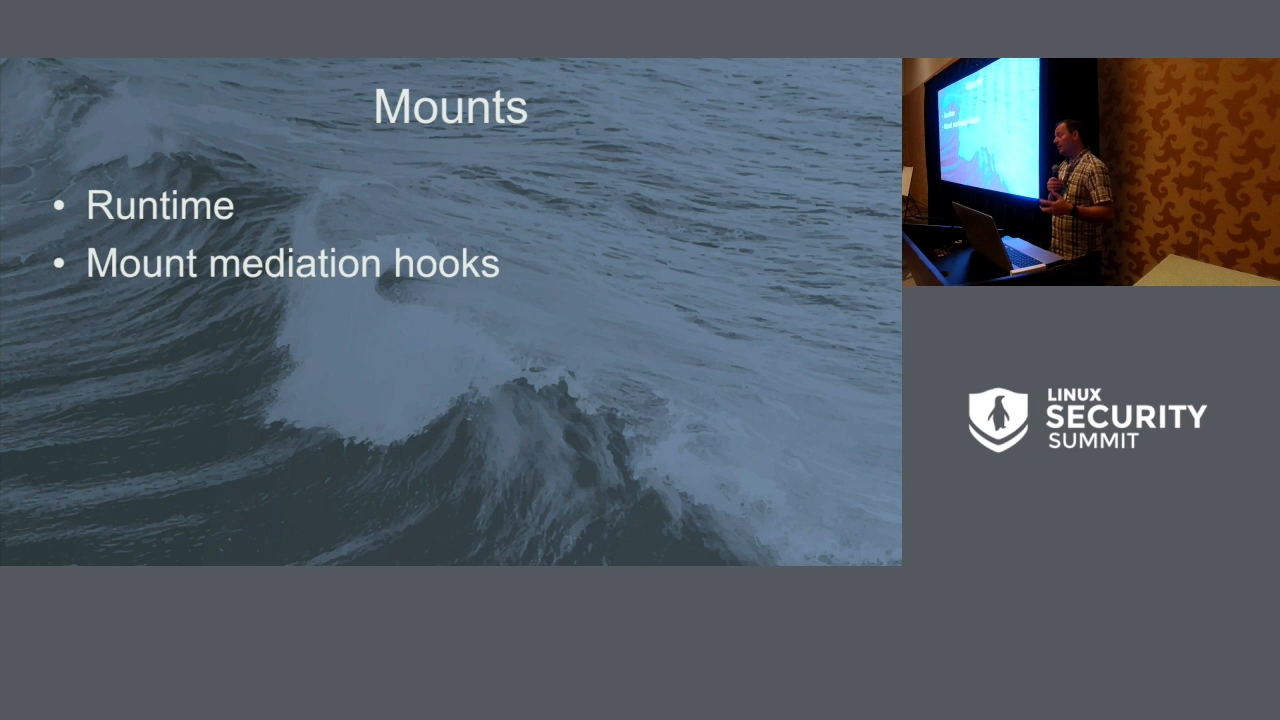 Mounts
• Runtime
• Mount mediation hooks
LINUX
SECURITY
SUMMIT